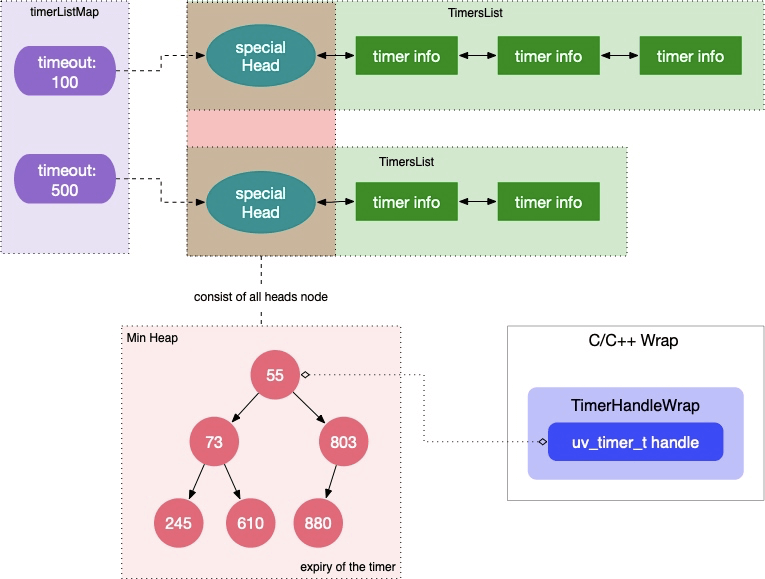 timerListMap
TimersList
timeout:
100
special
Head
timer info
timer info
timer info
timeout:
500
TimersList
special
Head
timer info
timer info
consist of all heads node
Min Heap
55
73
803
245
610
880
expiry of the timer
C/C++ Wrap
TimerHandleWrap
uv_timer_t handle